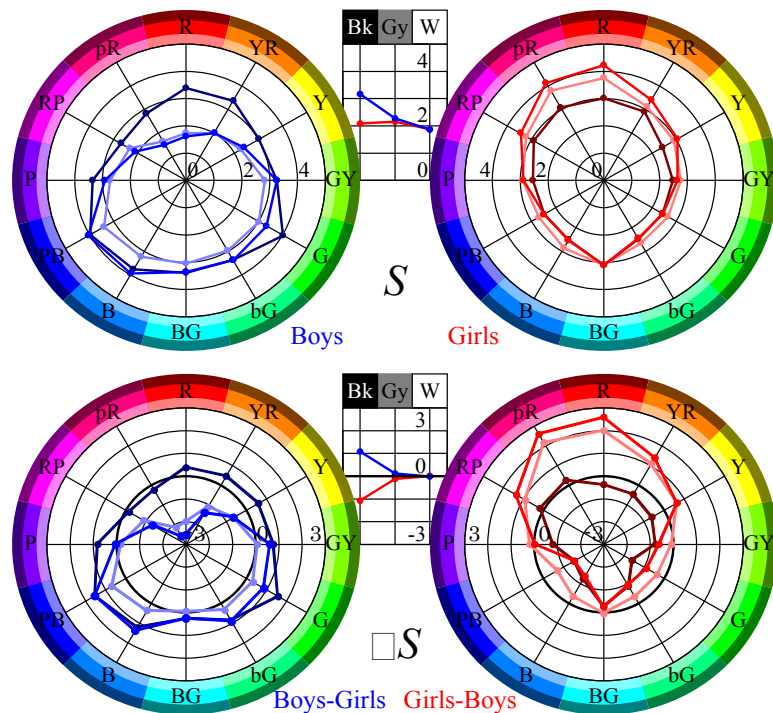 R
pR
YR
RP
Y
P
GY
PB
G
B
bG
BG
0 2 4
Boys
Bk Gy W
4
2
0
S
R
pR
YR
RP
Y
P
GY
PB
G
B
bG
BG
4 2 0
Girls
R
pR
YR
RP
Y
P
GY
PB
G
B
bG
BG
-3 0 3
Boys-Girls
Bk Gy W
3
0
-3
□S
R
pR
YR
RP
Y
P
GY
PB
G
B
bG
BG
3 0 -3
Girls-Boys